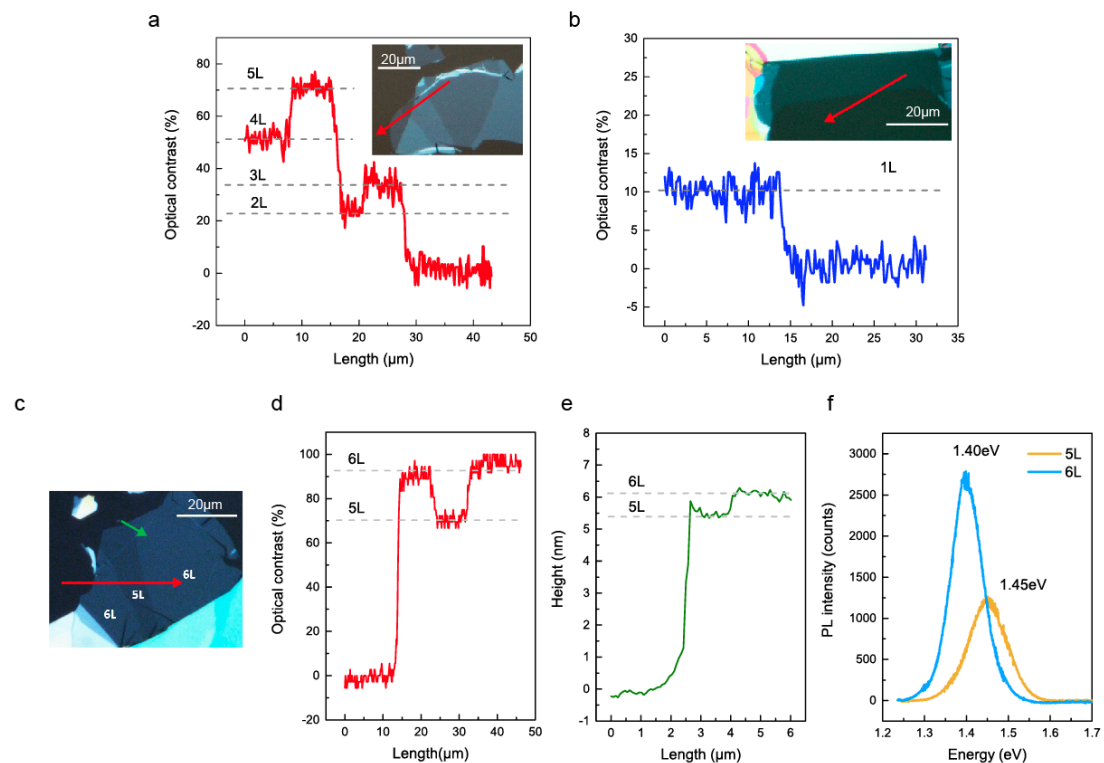 a
Optical contrast (%)
80
60
40
20
0
-20
5L
4L
3L
2L
20µm
0 10 20 30 40 50
Length (µm)
b
Optical contrast (%)
30
25
20
15
10
5
0
-5
20µm
1L
0 5 10 15 20 25 30 35
Length (µm)
c
20µm
6L
5L
6L
d
Optical contrast (%)
100
80
60
40
20
0
-20
6L
5L
0 10 20 30 40 50
Length(µm)
e
Height (nm)
8
7
6
5
4
3
2
1
0
-1
6L
5L
0 1 2 3 4 5 6
Length (µm)
f
PL intensity (counts)
3000
2500
2000
1750
1250
500
0
1.40eV
5L
6L
1.45eV
1.2 1.3 1.4 1.5 1.6 1.7
Energy (eV)